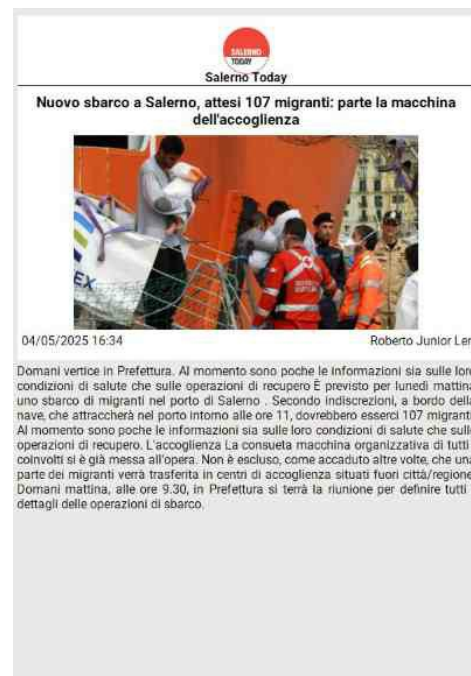 SALERNO
TODAY
Salerno Today
Nuovo sbarco a Salerno, attesi 107 migranti: parte la macchina
dell'accoglienza
EX
04/05/2025 16:34
Roberto Junior Ler
Domani vertice in Prefettura. Al momento sono poche le informazioni sia sulle loro
condizioni di salute che sulle operazioni di recupero È previsto per lunedì mattina
uno sbarco di migranti nel porto di Salerno . Secondo indiscrezioni, a bordo della
nave, che attraccherà nel porto intorno alle ore 11, dovrebbero esserci 107 migranti.
Al momento sono poche le informazioni sia sulle loro condizioni di salute che sulle
operazioni di recupero. L'accoglienza La consueta macchina organizzativa di tutti i
coinvolti si è già messa all'opera. Non è escluso, come accaduto altre volte, che una
parte dei migranti verrà trasferita in centri di accoglienza situati fuori città/regione.
Domani mattina, alle ore 9.30, in Prefettura si terrà la riunione per definire tutti i
dettagli delle operazioni di sbarco.